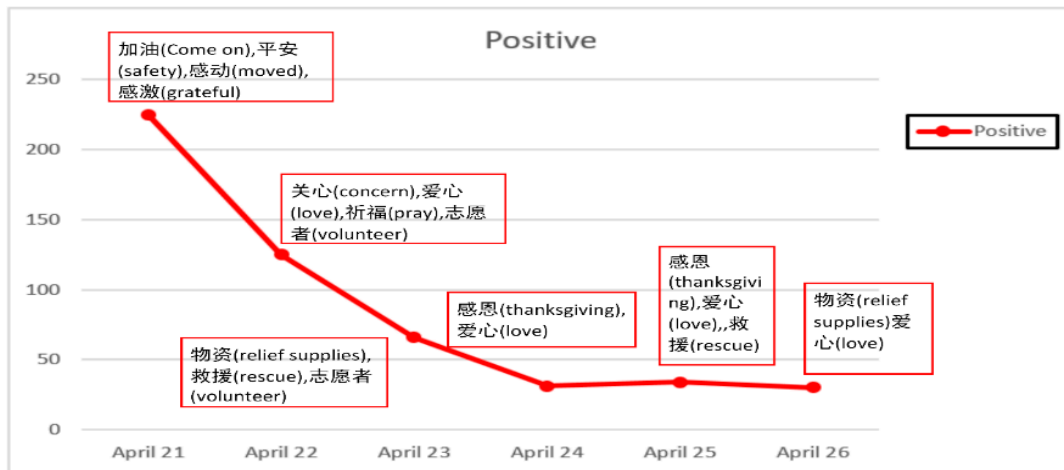 Positive
加油(Come on),平安
(safety),感动(moved),
感激(grateful)
250
200
150
100
50
0
Positive
关心(concern),爱心
(love),祈福(pray),志愿
者(volunteer)
物资(relief supplies),
救援(rescue),志愿者
(volunteer)
感恩(thanksgiving),
爱心(love)
感恩
(thanksgivi
ng),爱心
(love),,救
援(rescue)
物资(relief
supplies)爱
心(love)
April 21
April 22
April 23
April 24
April 25
April 26